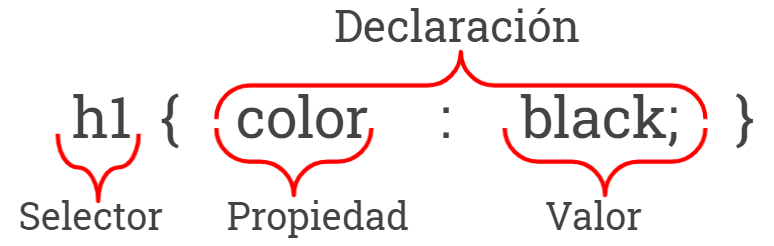 Declaración
h1 { color : black; }
Selector Propiedad Valor